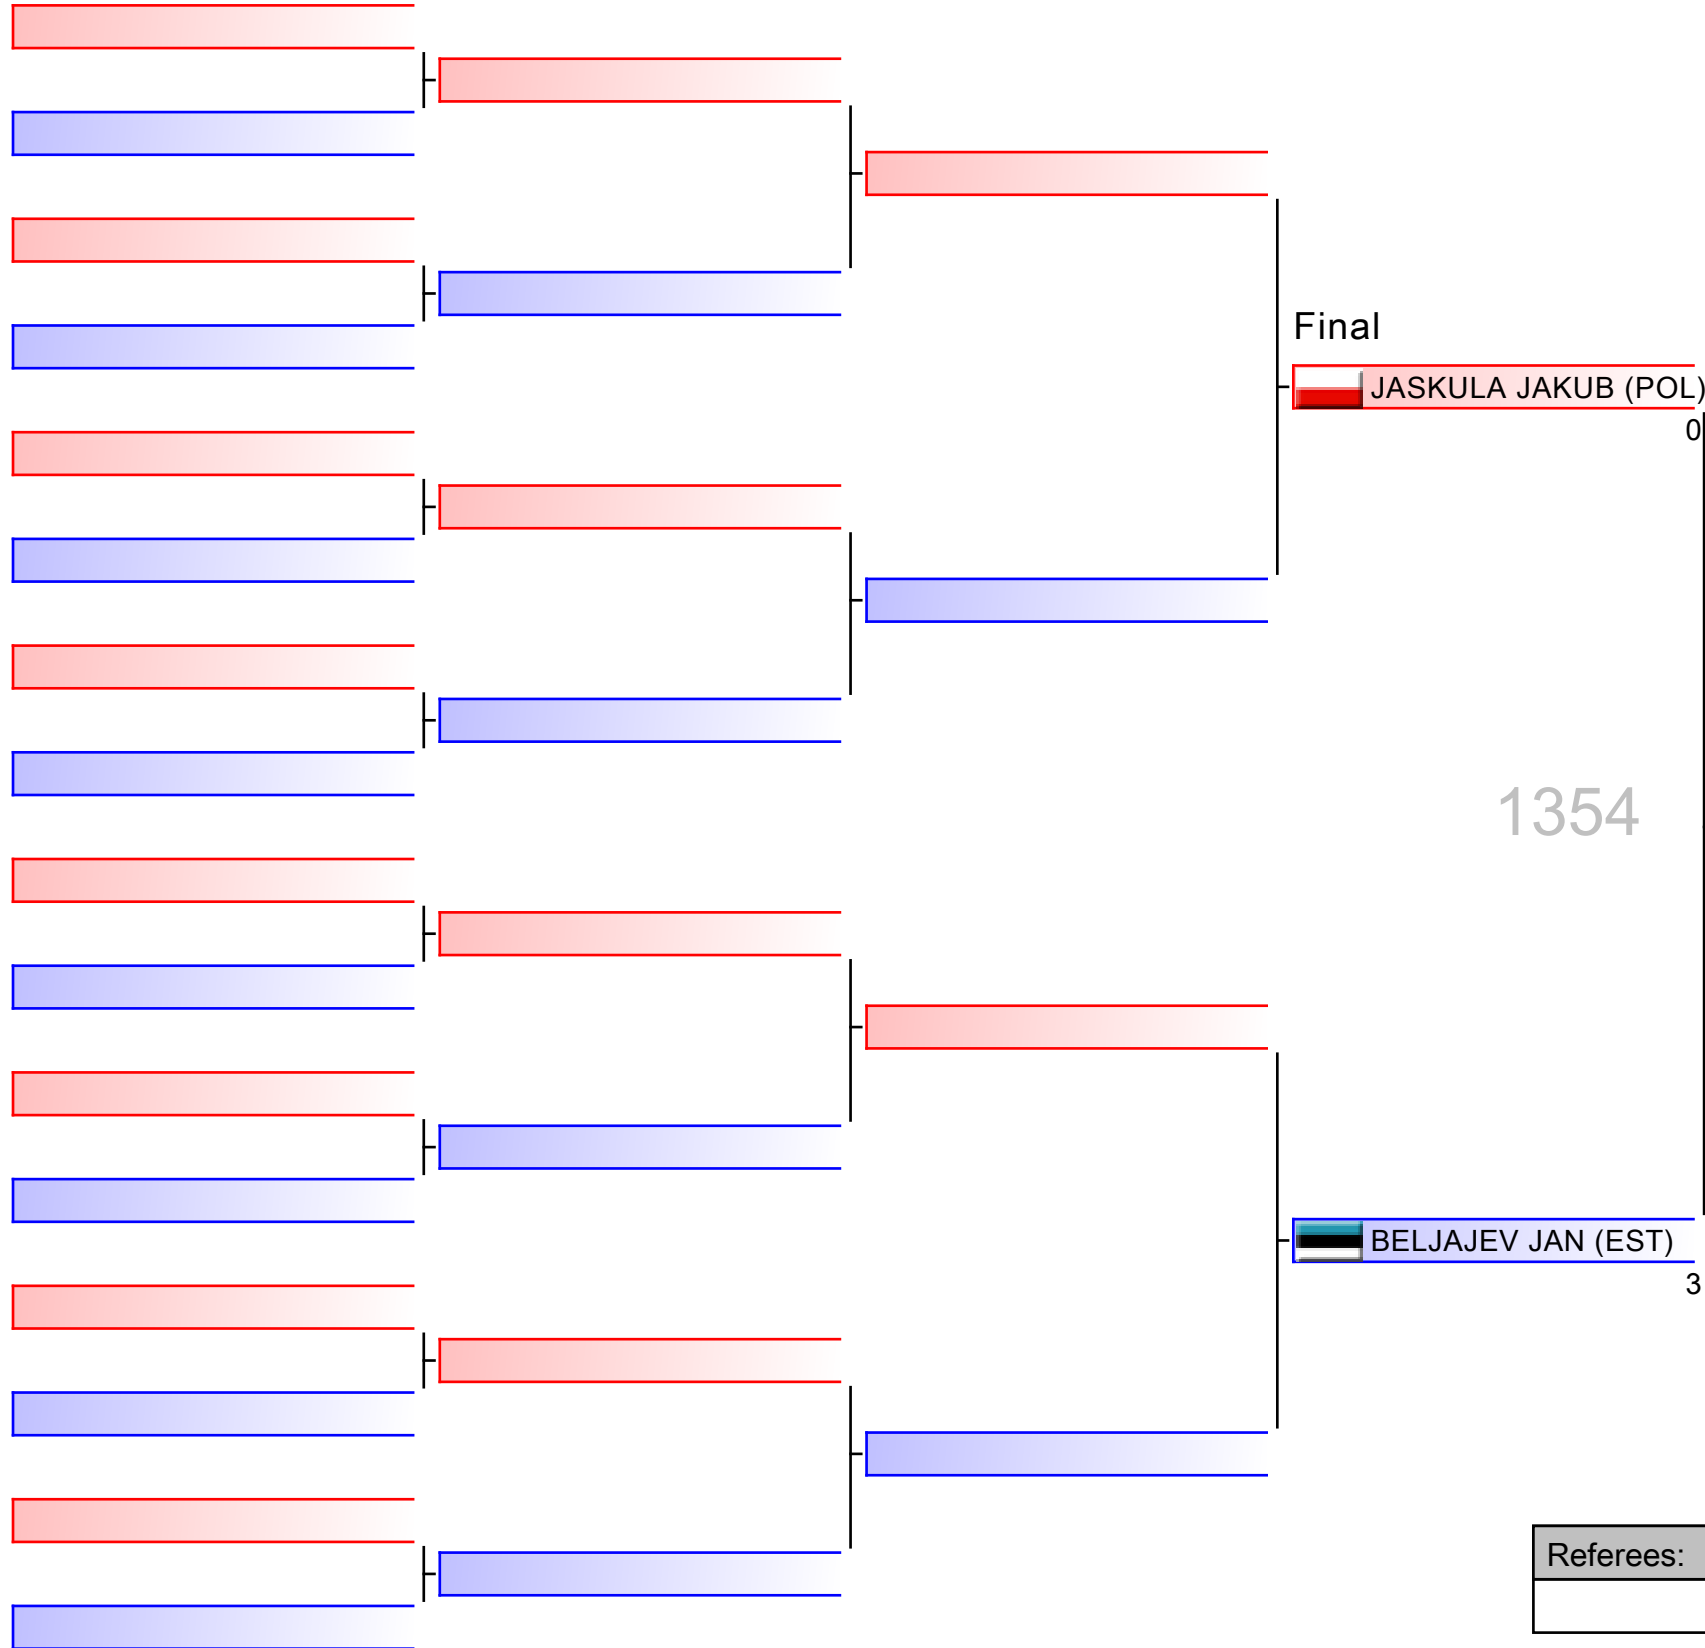 Final
JASKULA JAKUB (POL)
0
1354
BELJAJEV JAN (EST)
3
Referees: